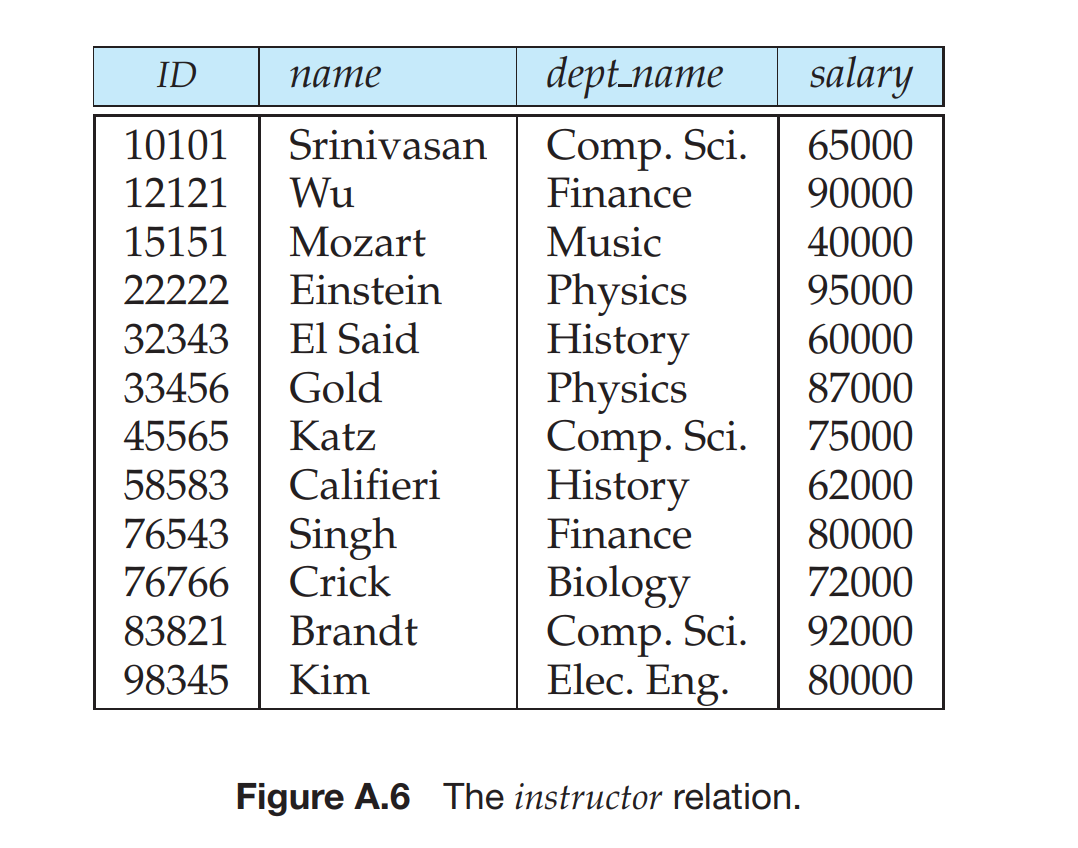 ID name dept_name salary
10101 Srinivasan Comp. Sci. 65000
12121 Wu Finance 90000
15151 Mozart Music 40000
22222 Einstein Physics 95000
32343 El Said History 60000
33456 Gold Physics 87000
45565 Katz Comp. Sci. 75000
58583 Califieri History 62000
76543 Singh Finance 80000
76766 Crick Biology 72000
83821 Brandt Comp. Sci. 92000
98345 Kim Elec. Eng. 80000
Figure A.6 The instructor relation.